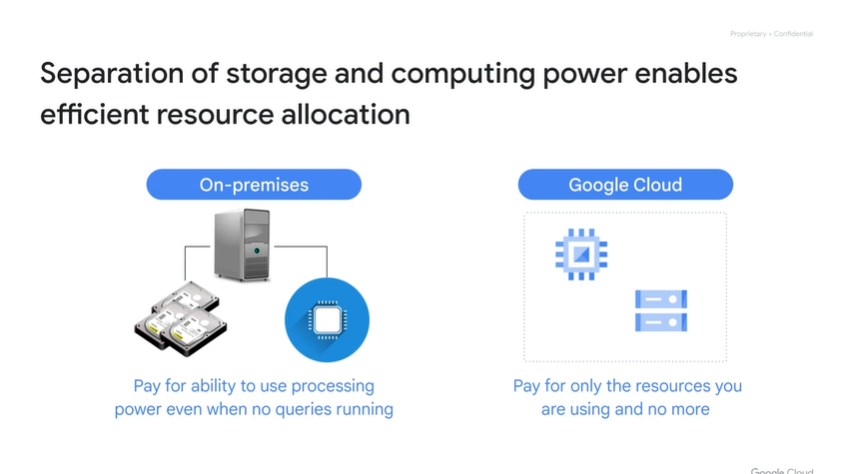 Proprietary + Confidential
Separation of storage and computing power enables
efficient resource allocation
On-premises
Google Cloud
Pay for ability to use processing
power even when no queries running
Pay for only the resources you
are using and no more
Google Cloud